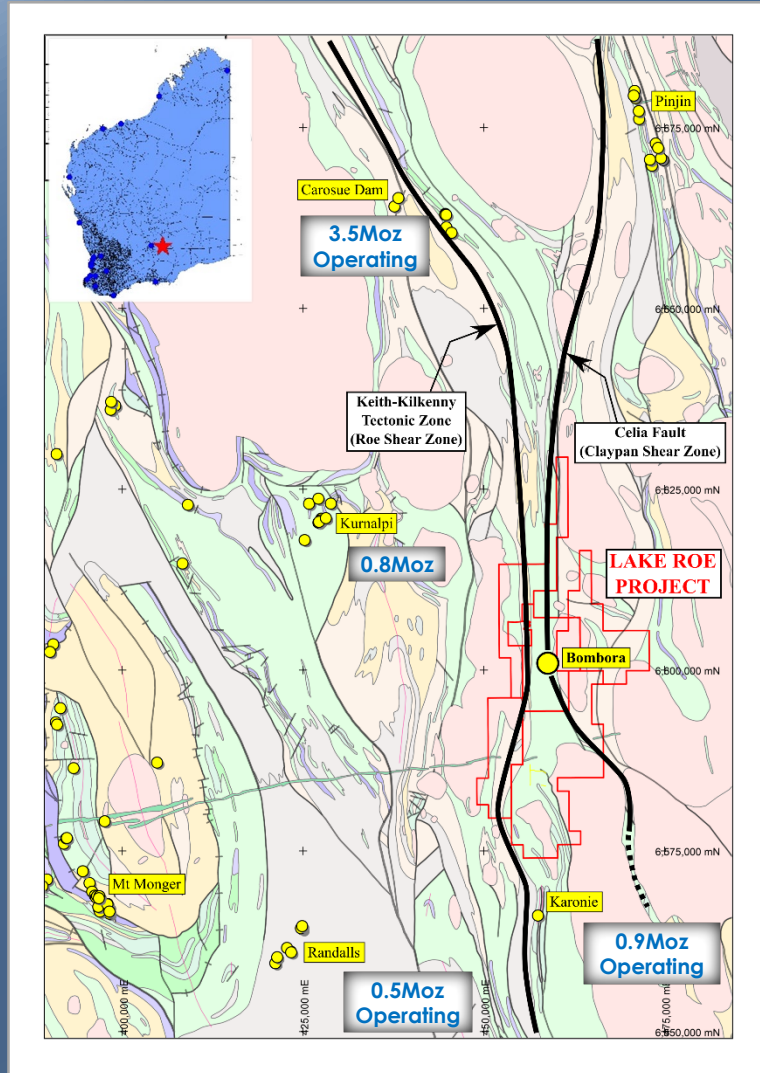 Pinjin
6,675,000 mN
Carosue Dam
3.5Moz
Operating
6,650,000 mN
Keith-Kilkenny
Tectonic Zone
(Roe Shear Zone)
Celia Fault
(Claypan Shear Zone)
6,625,000 mN
Kurnalpi
0.8Moz
LAKE ROE
PROJECT
Bombora
6,600,000 mN
6,575,000 mN
Mt Monger
Karonie
Randalls
0.9Moz
Operating
0.5Moz
Operating
400,000 mE
425,000 mE
450,000 mE
475,000 mE
6,550,000 mN